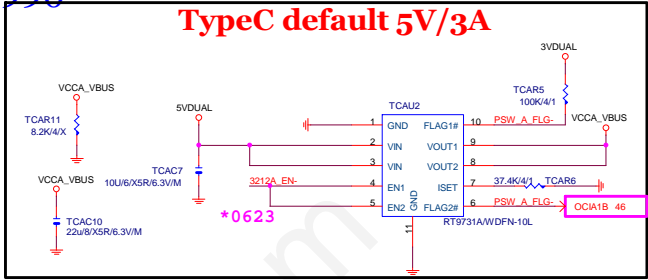 TypeC default 5V/3A
3VDUAL
VCCA_VBUS
TCAR5
100K/4/1
TCAR11
8.2K/4/X
5VDUAL
TCAU2
VCCA_VBUS
1 GND FLAG1# 10 PSW_A_FLG-
2 VIN VOUT1 9
3 VIN VOUT2 8
TCAC7
10U/6/X5R/6.3V/M
3212A_EN- 4 EN1 ISET 7 37.4K/4/1 TCAR6
VCCA_VBUS
5 EN2 GND FLAG2# 6 PSW_A_FLG- OCIA1B 46
*0623
TCAC10
22u/8/X5R/6.3V/M
11
RT9731A/WDFN-10L